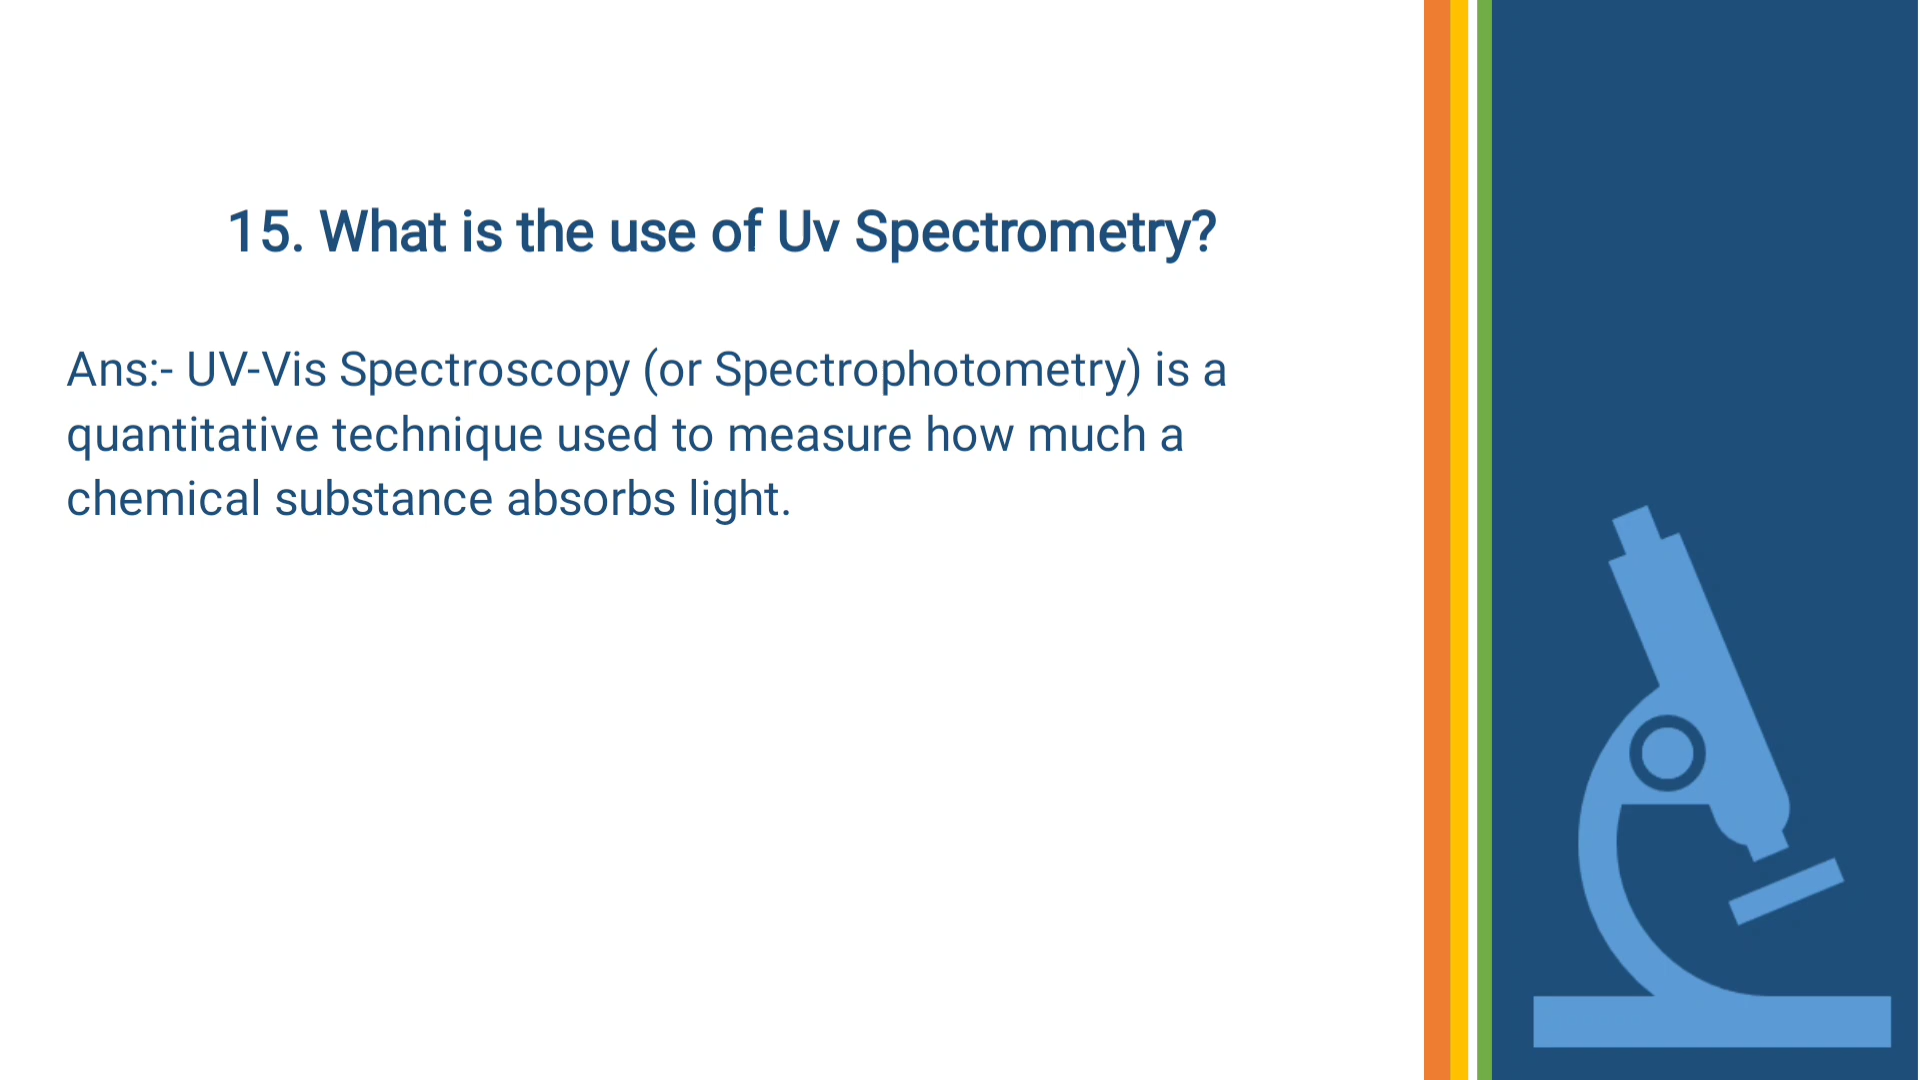 15. What is the use of Uv Spectrometry?
Ans:- UV-Vis Spectroscopy (or Spectrophotometry) is a
quantitative technique used to measure how much a
chemical substance absorbs light.